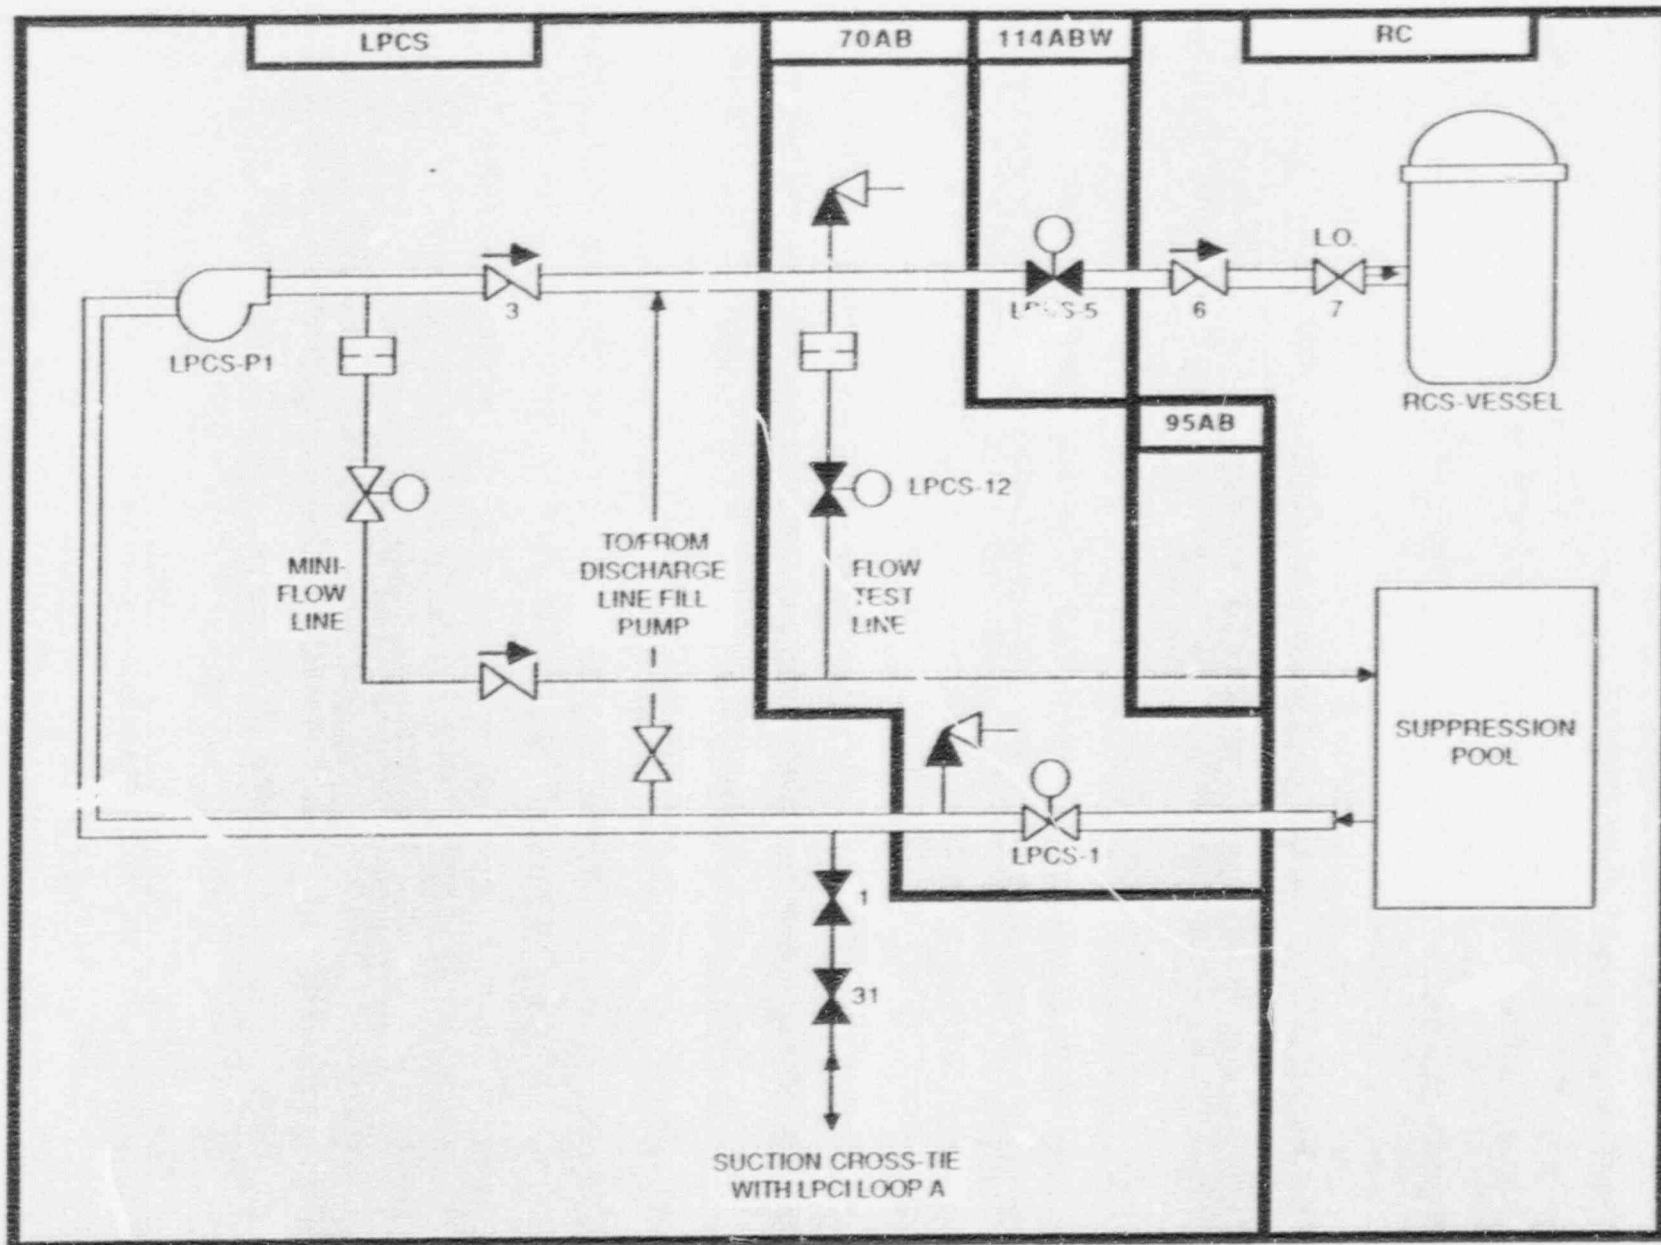 LPCS
70AB
114ABW
RC
L.O.
3
LPCS-5
6
7
LPCS-P1
RCS-VESSEL
95AB
LPCS-12
MINI-
FLOW
LINE
TO/FROM
DISCHARGE
LINE FILL
PUMP
FLOW
TEST
LINE
SUPPRESSION
POOL
LPCS-1
1
31
SUCTION CROSS-TIE
WITH LPCI LOOP A